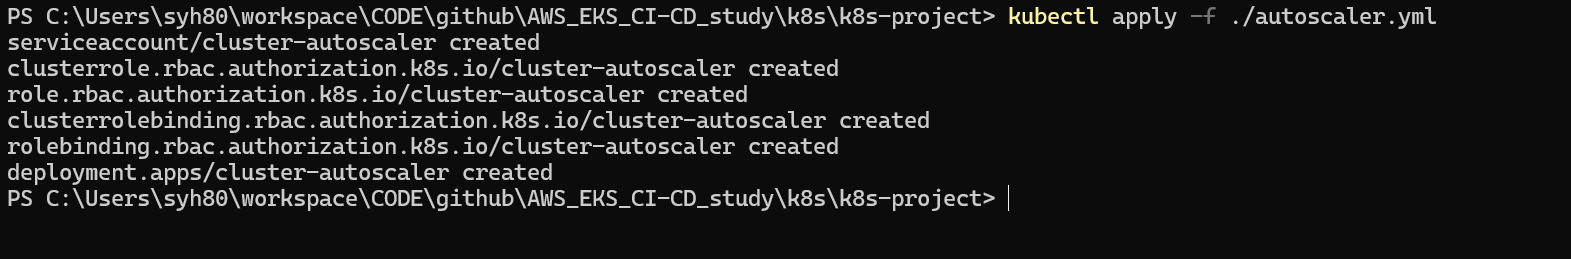 PS C:\Users\syh80\workspace\CODE\github\AWS_EKS_CI-CD_study\k8s\k8s-project> kubectl apply -f ./autoscaler.yml
serviceaccount/cluster-autoscaler created
clusterrole.rbac.authorization.k8s.io/cluster-autoscaler created
role.rbac.authorization.k8s.io/cluster-autoscaler created
clusterrolebinding.rbac.authorization.k8s.io/cluster-autoscaler created
rolebinding.rbac.authorization.k8s.io/cluster-autoscaler created
deployment.apps/cluster-autoscaler created
PS C:\Users\syh80\workspace\CODE\github\AWS_EKS_CI-CD_study\k8s\k8s-project>